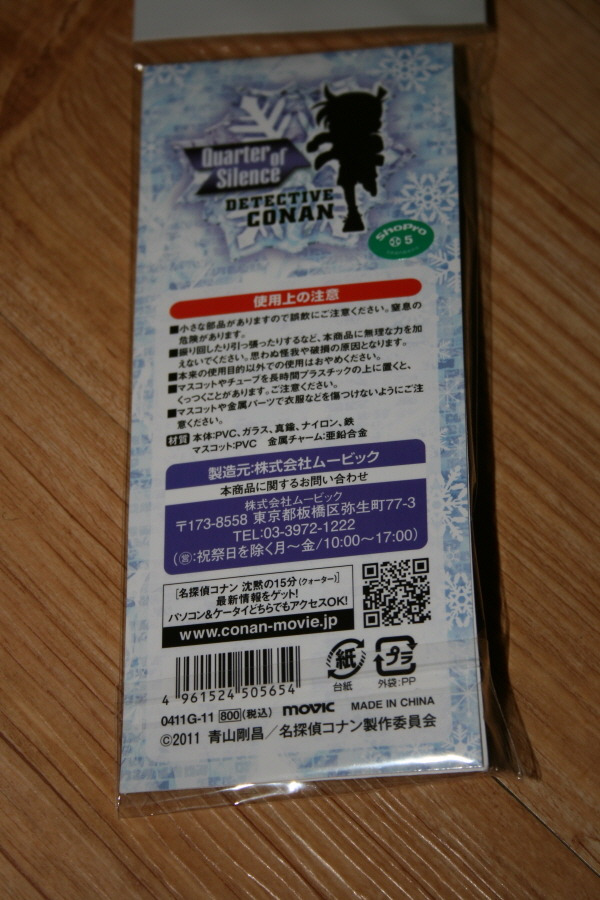 Quarter of
Silence
DETECTIVE
CONAN
ShoPro
5
使用上の注意
■小さな部品がありますので誤飲にご注意ください。窒息の
危険があります。
■振り回したり引っ張ったりするなど、本商品に無理な力を加
えないでください。思わぬ怪我や破損の原因となります。
■本来の使用目的以外での使用はおやめください。
■マスコットやチューブを長時間プラスチックの上に置くと、
くっつくことがあります。ご注意ください。
■マスコットや金属パーツで衣服などを傷つけないようにご注
意ください。
材質 本体:PVC、ガラス、真鍮、ナイロン、鉄
マスコット:PVC 金属チャーム:亜鉛合金
製造元:株式会社ムービック
本商品に関するお問い合わせ
株式会社ムービック
〒173-8558 東京都板橋区弥生町77-3
TEL:03-3972-1222
(営:祝祭日を除く月～金/10:00～17:00)
[名探偵コナン 沈黙の15分(クォーター)]
最新情報をゲット!
パソコン&ケータイどちらでもアクセスOK!
www.conan-movie.jp
紙
台紙
プラ
外袋:PP
4 961524 505654
0411G-11 800(税込) movic MADE IN CHINA
©2011 青山剛昌／名探偵コナン製作委員会